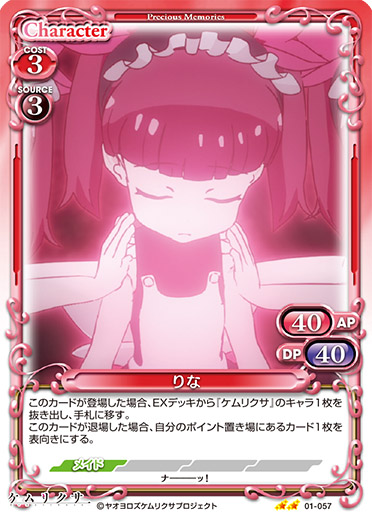 Precious Memories
Character
COST
3
SOURCE
3
40 AP
DP 40
りな
このカードが登場した場合、EXデッキから『ケムリクサ』のキャラ1枚を
抜き出し、手札に移す。
このカードが退場した場合、自分のポイント置き場にあるカード1枚を
表向きにする。
メイド
ナーーッ!
ケムリクサ
©ヤオヨロズケムリクサプロジェクト
01-057